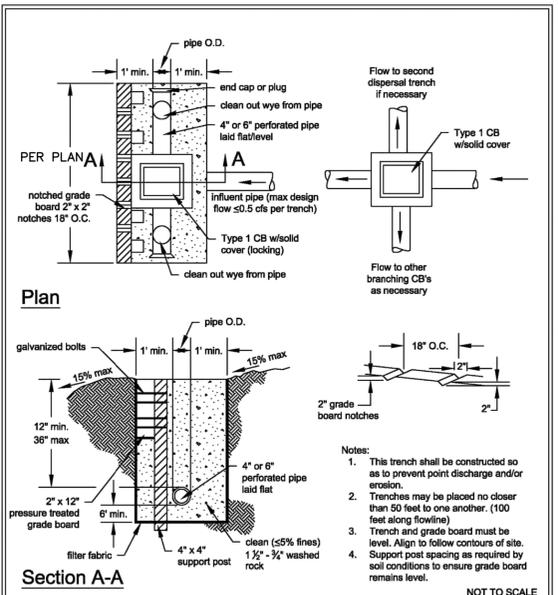 pipe O.D.
1' min.
1' min.
end cap or plug
clean out wye from pipe
4" or 6" perforated pipe
laid flat/level
PER PLAN
A
A
influent pipe (max design
flow ≤0.5 cfs per trench)
notched grade
board 2" x 2"
notches 18" O.C.
Type 1 CB w/solid
cover (locking)
clean out wye from pipe
Plan
Flow to second
dispersal trench
if necessary
Type 1 CB
w/solid cover
Flow to other
branching CB's
as necessary
pipe O.D.
galvanized bolts
1' min.
1' min.
15% max
15% max
12" min.
36" max
4" or 6"
perforated pipe
laid flat
2" x 12"
pressure treated
grade board
6' min.
clean (≤5% fines)
1 ½" - ¾" washed
rock
filter fabric
4" x 4"
support post
Section A-A
18" O.C.
2"
2" grade
board notches
2"
Notes:
1. This trench shall be constructed so
as to prevent point discharge and/or
erosion.
2. Trenches may be placed no closer
than 50 feet to one another. (100
feet along flowline)
3. Trench and grade board must be
level. Align to follow contours of site.
4. Support post spacing as required by
soil conditions to ensure grade board
remains level.
NOT TO SCALE